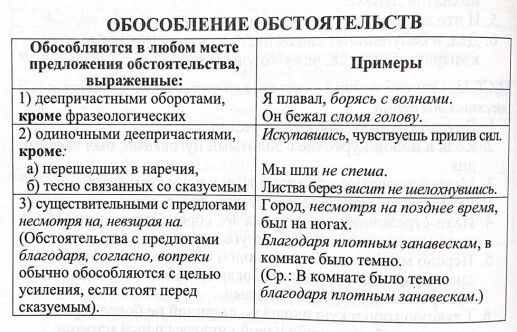 ОБОСОБЛЕНИЕ ОБСТОЯТЕЛЬСТВ
Обособляются в любом месте
предложения обстоятельства,
выраженные:
Примеры
1) деепричастными оборотами,
кроме фразеологических
Я плавал, борясь с волнами.
Он бежал сломя голову.
2) одиночными деепричастиями,
кроме:
а) перешедших в наречия,
б) тесно связанных со сказуемым
Искупавшись, чувствуешь прилив сил.
Мы шли не спеша.
Листва берез висит не шелохнувшись.
3) существительными с предлогами
несмотря на, невзирая на.
(Обстоятельства с предлогами
благодаря, согласно, вопреки
обычно обособляются с целью
усиления, если стоят перед
сказуемым).
Город, несмотря на позднее время,
был на ногах.
Благодаря плотным занавескам, в
комнате было темно.
(Ср.: В комнате было темно
благодаря плотным занавескам.)